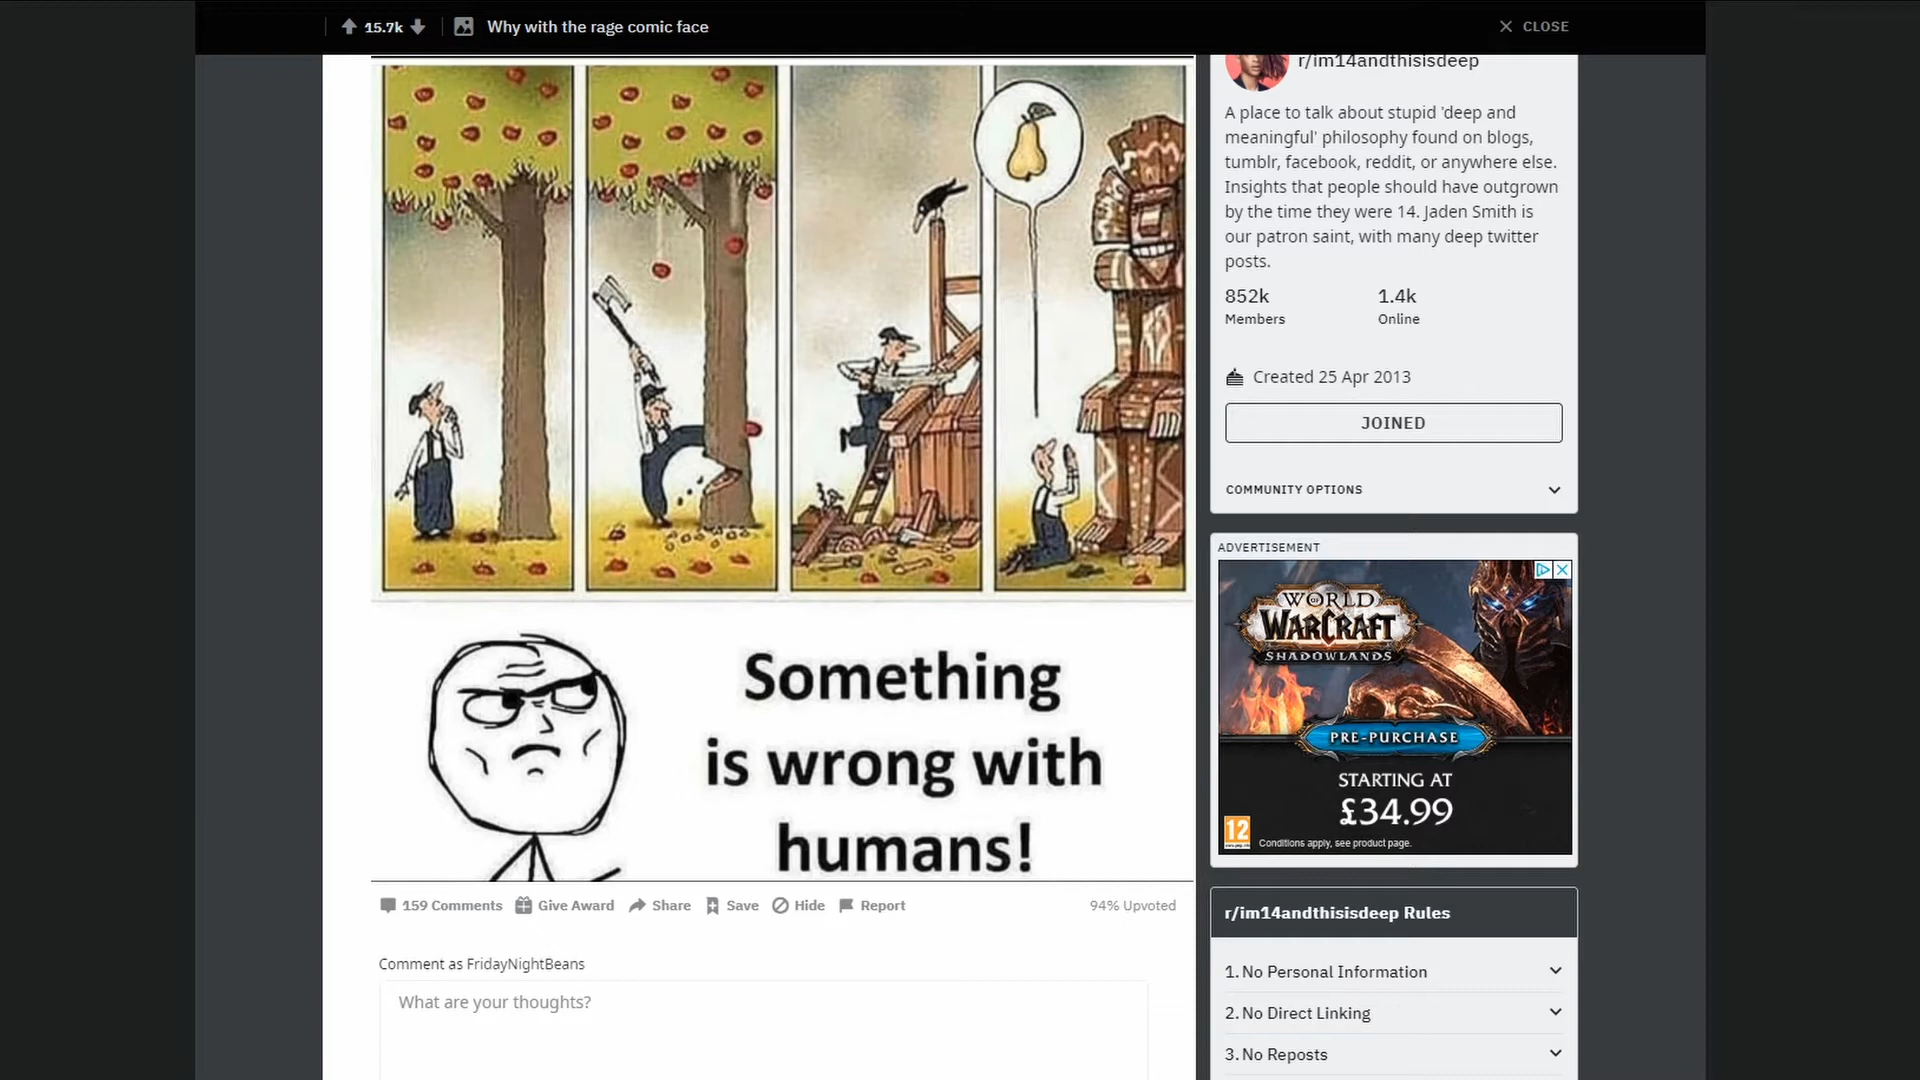 15.7k
Why with the rage comic face
CLOSE
Something
is wrong with
humans!
159 Comments
Give Award
Share
Save
Hide
Report
94% Upvoted
Comment as FridayNightBeans
What are your thoughts?
r/im14andthisisdeep
A place to talk about stupid 'deep and
meaningful' philosophy found on blogs,
tumblr, facebook, reddit, or anywhere else.
Insights that people should have outgrown
by the time they were 14. Jaden Smith is
our patron saint, with many deep twitter
posts.
852k
1.4k
Members
Online
Created 25 Apr 2013
JOINED
COMMUNITY OPTIONS
ADVERTISEMENT
WORLD
OF
WARCRAFT
SHADOWLANDS
PRE-PURCHASE
STARTING AT
£34.99
12
Conditions apply, see product page.
r/im14andthisisdeep Rules
1. No Personal Information
2. No Direct Linking
3. No Reposts